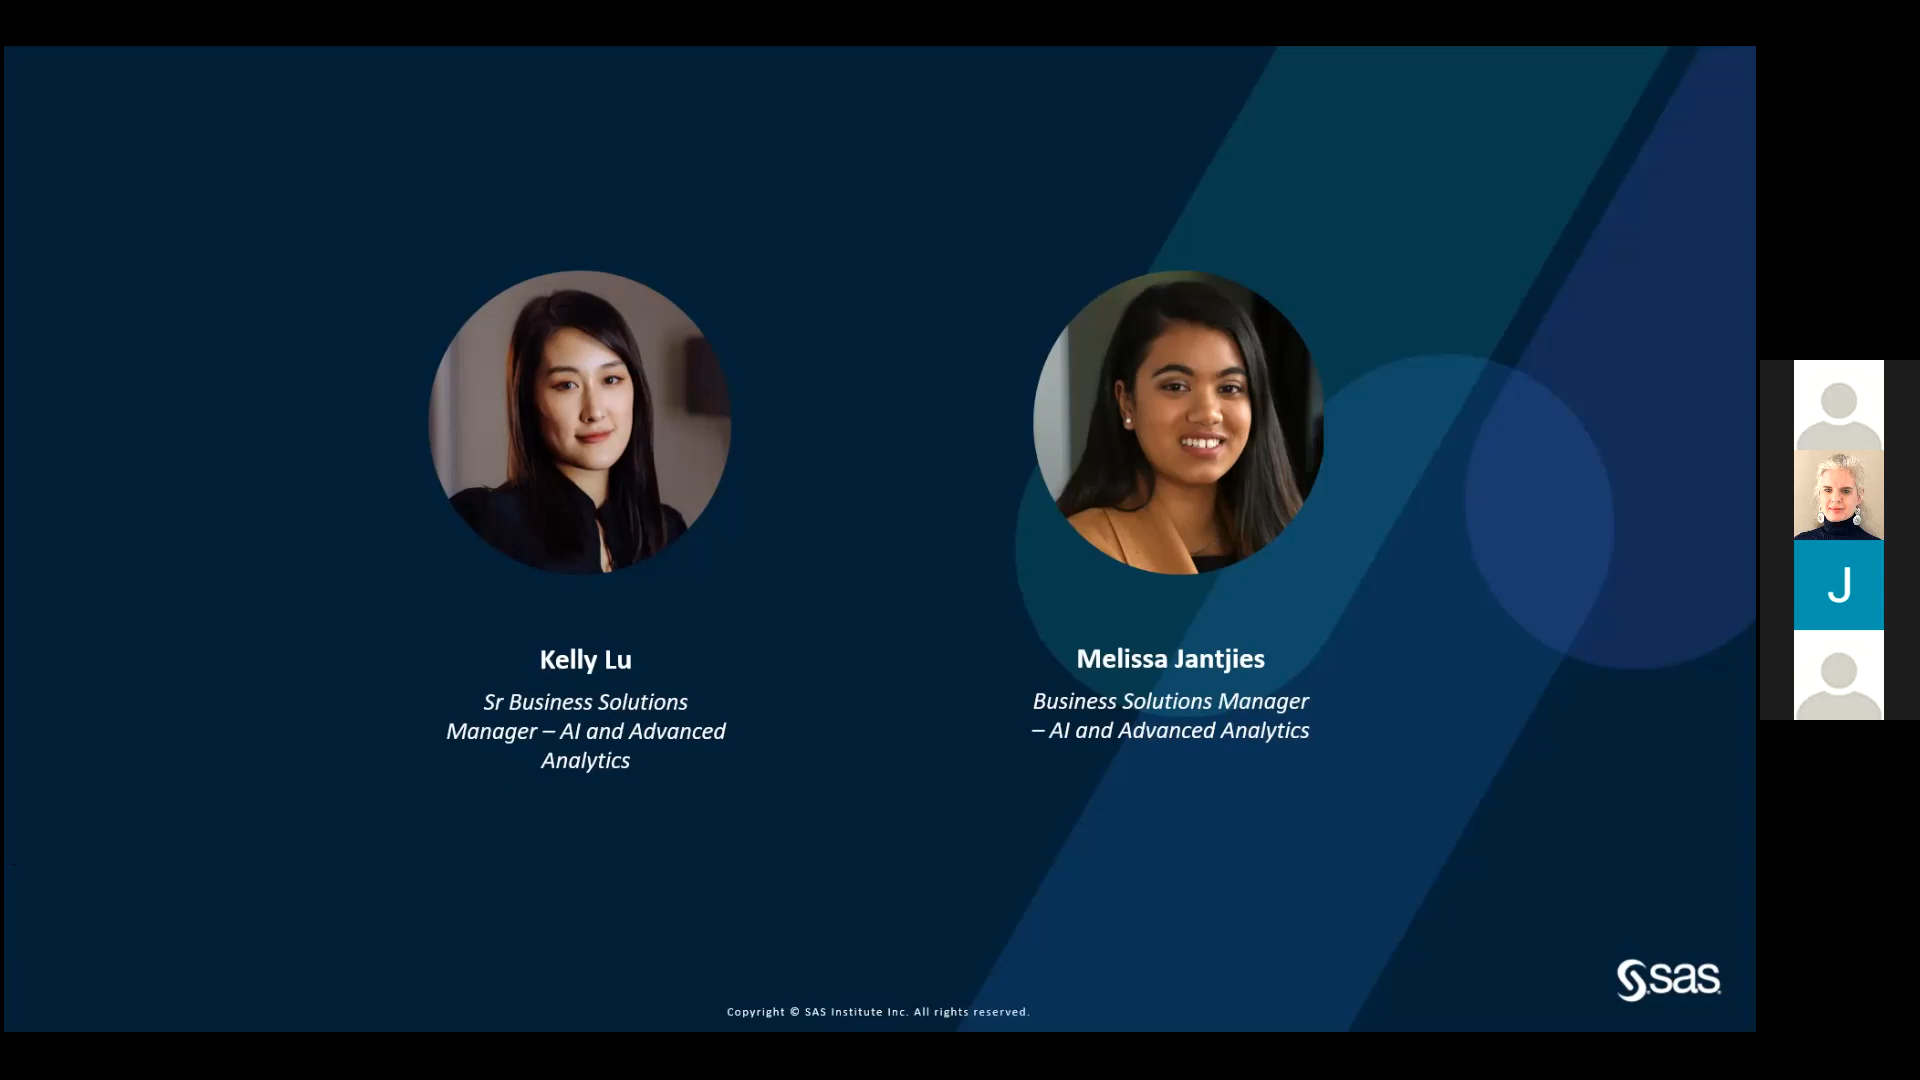 Kelly Lu
Sr Business Solutions
Manager – AI and Advanced
Analytics
Melissa Jantjies
Business Solutions Manager
– AI and Advanced Analytics
J
sas
Copyright © SAS Institute Inc. All rights reserved.